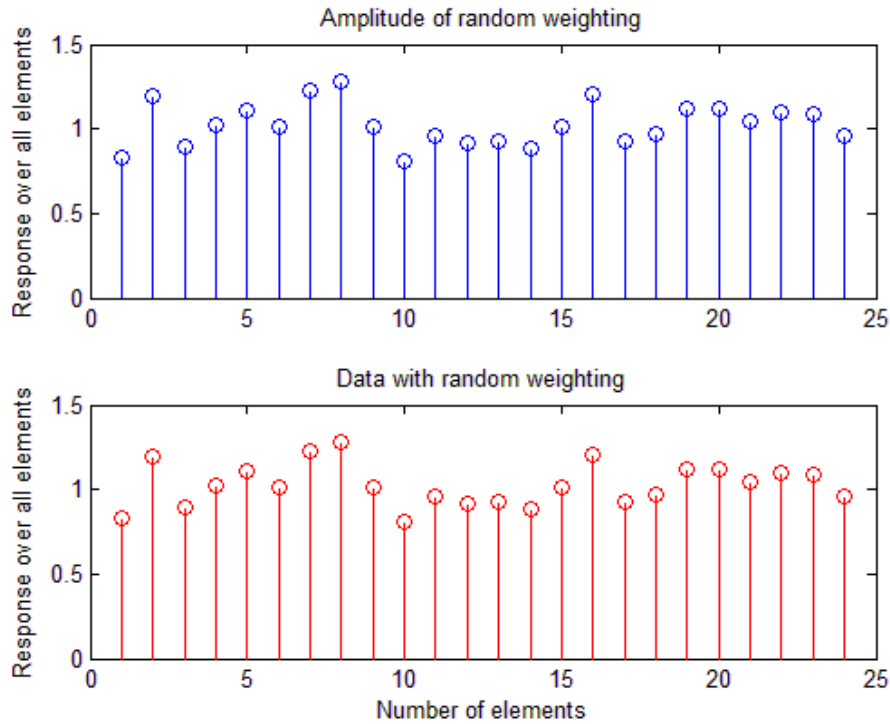 Amplitude of random weighting
Response over all elements
1.5
1
0.5
0
0 5 10 15 20 25
Data with random weighting
Response over all elements
1.5
1
0.5
0
0 5 10 15 20 25
Number of elements